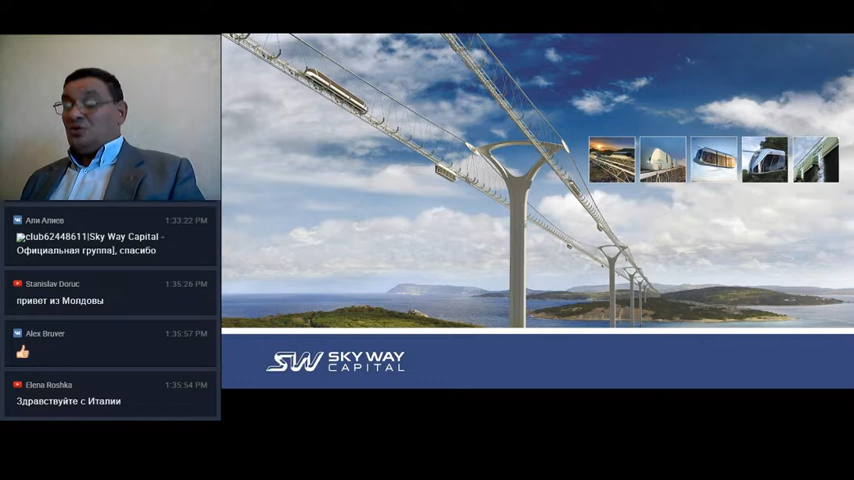 Али Алиев 1:33:22 PM
club62448611|Sky Way Capital -
Официальная группа], спасибо
Stanislav Doruc 1:35:26 PM
привет из Молдовы
Alex Bruver 1:35:57 PM
Elena Roshka 1:35:54 PM
Здравствуйте с Италии
SW SKY WAY
CAPITAL